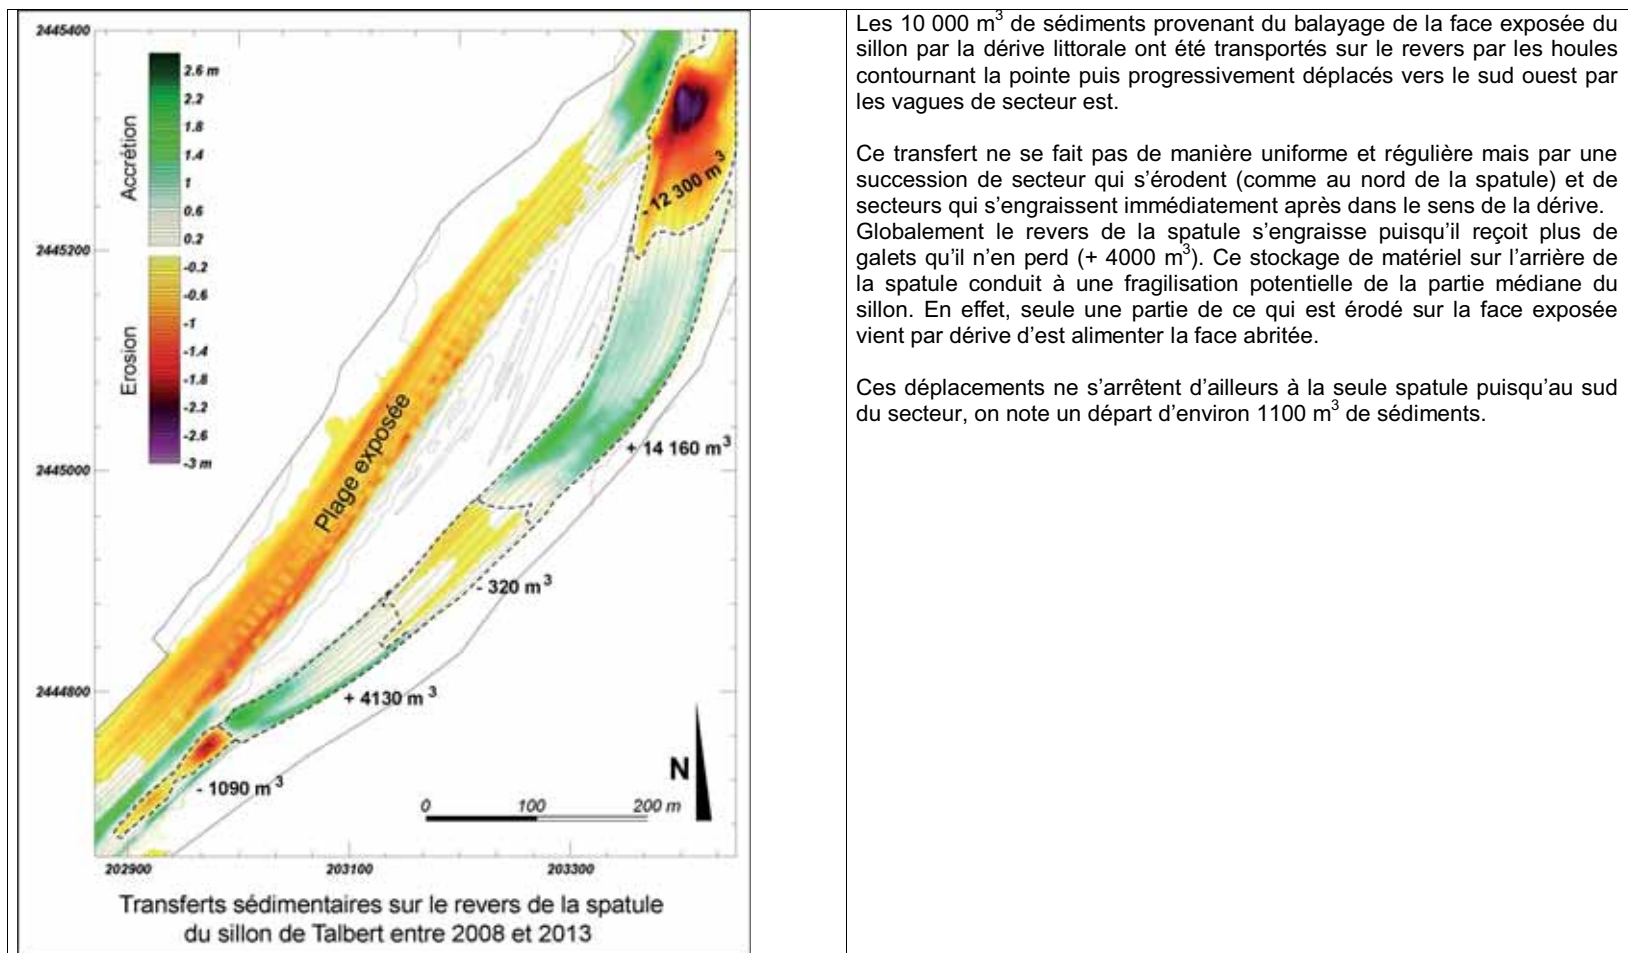 2445400
2445200
2445000
2444800
Accrétion
Erosion
2.6 m
2.2
1.8
1.4
1
0.6
0.2
-0.2
-0.6
-1
-1.4
-1.8
-2.2
-2.6
-3 m
Plage exposée
- 12 300 m³
+ 14 160 m³
- 320 m³
+ 4130 m³
- 1090 m³
N
0 100 200 m
202900 203100 203300
Transferts sédimentaires sur le revers de la spatule
du sillon de Talbert entre 2008 et 2013
Les 10 000 m³ de sédiments provenant du balayage de la face exposée du
sillon par la dérive littorale ont été transportés sur le revers par les houles
contournant la pointe puis progressivement déplacés vers le sud ouest par
les vagues de secteur est.
Ce transfert ne se fait pas de manière uniforme et régulière mais par une
succession de secteur qui s'érodent (comme au nord de la spatule) et de
secteurs qui s'engraissent immédiatement après dans le sens de la dérive.
Globalement le revers de la spatule s'engraisse puisqu'il reçoit plus de
galets qu'il n'en perd (+ 4000 m³). Ce stockage de matériel sur l'arrière de
la spatule conduit à une fragilisation potentielle de la partie médiane du
sillon. En effet, seule une partie de ce qui est érodé sur la face exposée
vient par dérive d'est alimenter la face abritée.
Ces déplacements ne s'arrêtent d'ailleurs à la seule spatule puisqu'au sud
du secteur, on note un départ d'environ 1100 m³ de sédiments.